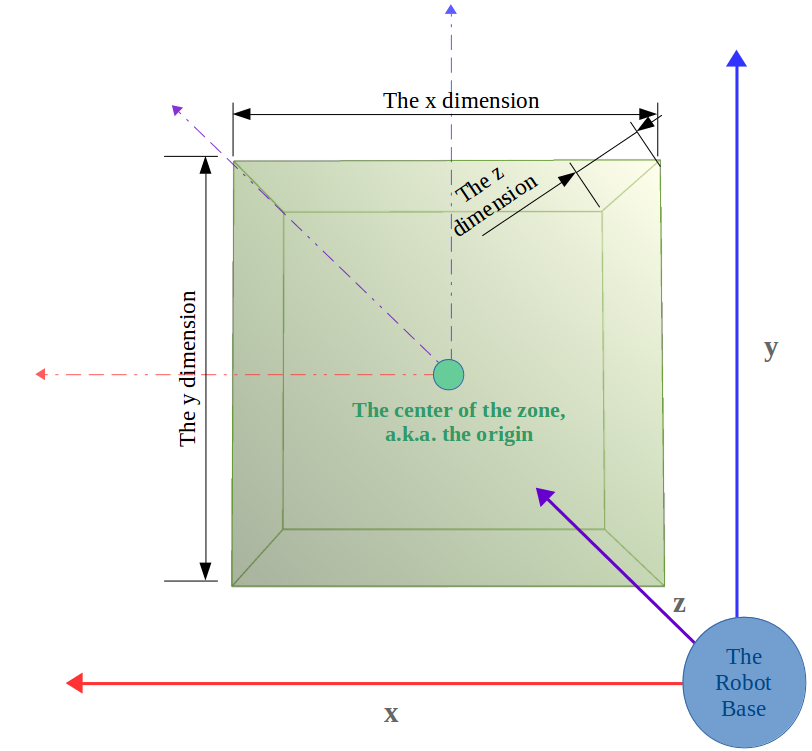 The x dimension
The z
dimension
The y dimension
y
The center of the zone,
a.k.a. the origin
z
The
Robot
Base
x